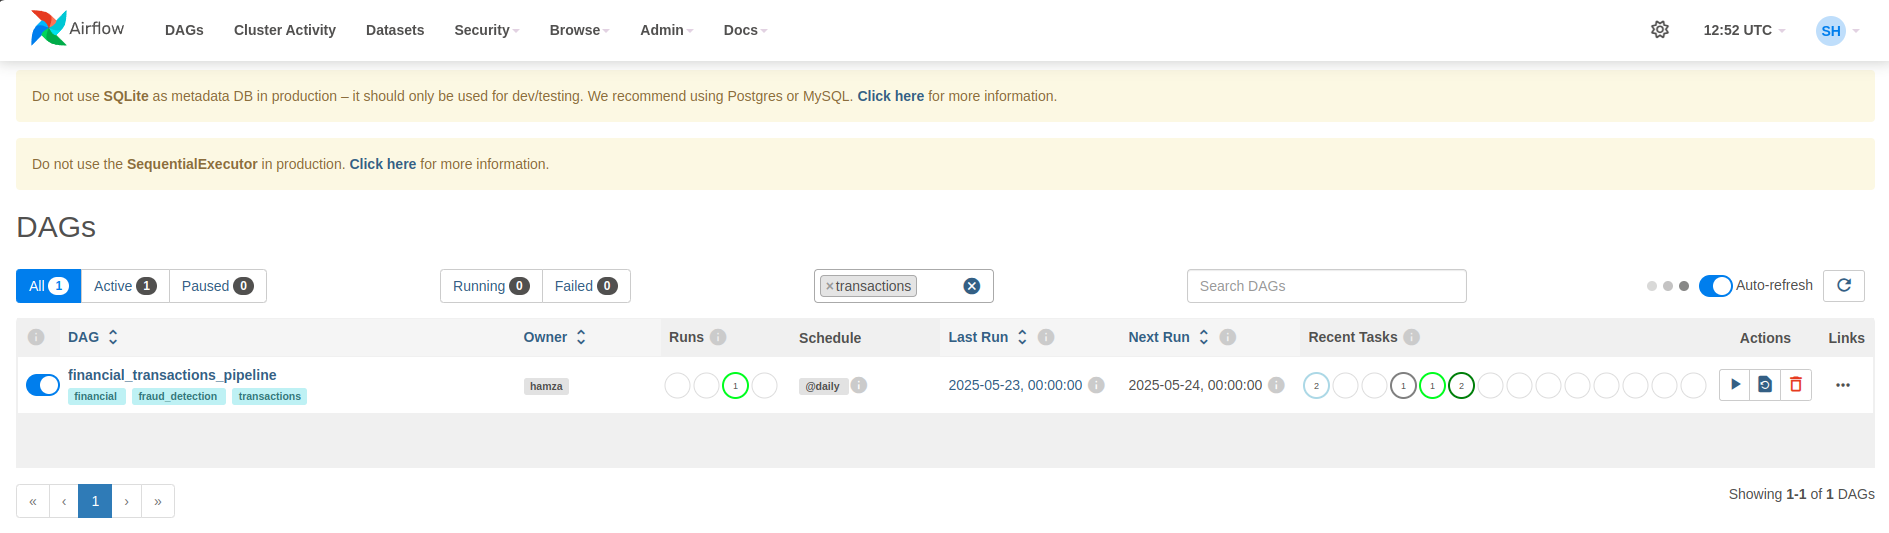 Airflow DAGs Cluster Activity Datasets Security Browse Admin Docs 12:52 UTC SH
Do not use SQLite as metadata DB in production – it should only be used for dev/testing. We recommend using Postgres or MySQL. Click here for more information.
Do not use the SequentialExecutor in production. Click here for more information.
DAGs
All 1 Active 1 Paused 0 Running 0 Failed 0 ×transactions Search DAGs Auto-refresh
DAG Owner Runs Schedule Last Run Next Run Recent Tasks Actions Links
financial_transactions_pipeline
hamza 1 @daily 2025-05-23, 00:00:00 2025-05-24, 00:00:00 2 1 1 2 •••
financial fraud_detection transactions
« ‹ 1 › »
Showing 1-1 of 1 DAGs